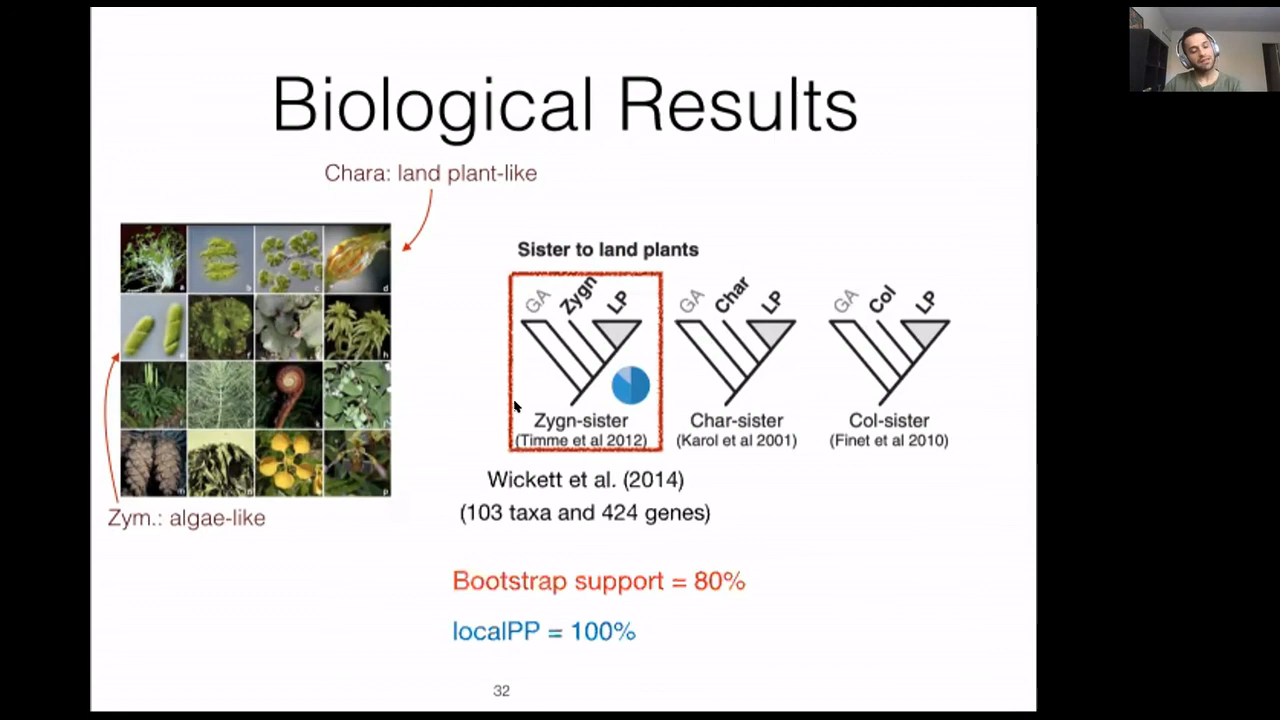 Biological Results
Chara: land plant-like
Sister to land plants
GA Zygn LP
GA Char LP
GA Col LP
Zygn-sister
(Timme et al 2012)
Char-sister
(Karol et al 2001)
Col-sister
(Finet et al 2010)
Wickett et al. (2014)
(103 taxa and 424 genes)
Zym.: algae-like
Bootstrap support = 80%
localPP = 100%
32